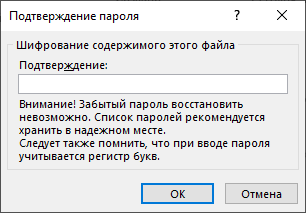 Подтверждение пароля ? ×
Шифрование содержимого этого файла
Подтверждение:
Внимание! Забытый пароль восстановить
невозможно. Список паролей рекомендуется
хранить в надежном месте.
Следует также помнить, что при вводе пароля
учитывается регистр букв.
ОК Отмена